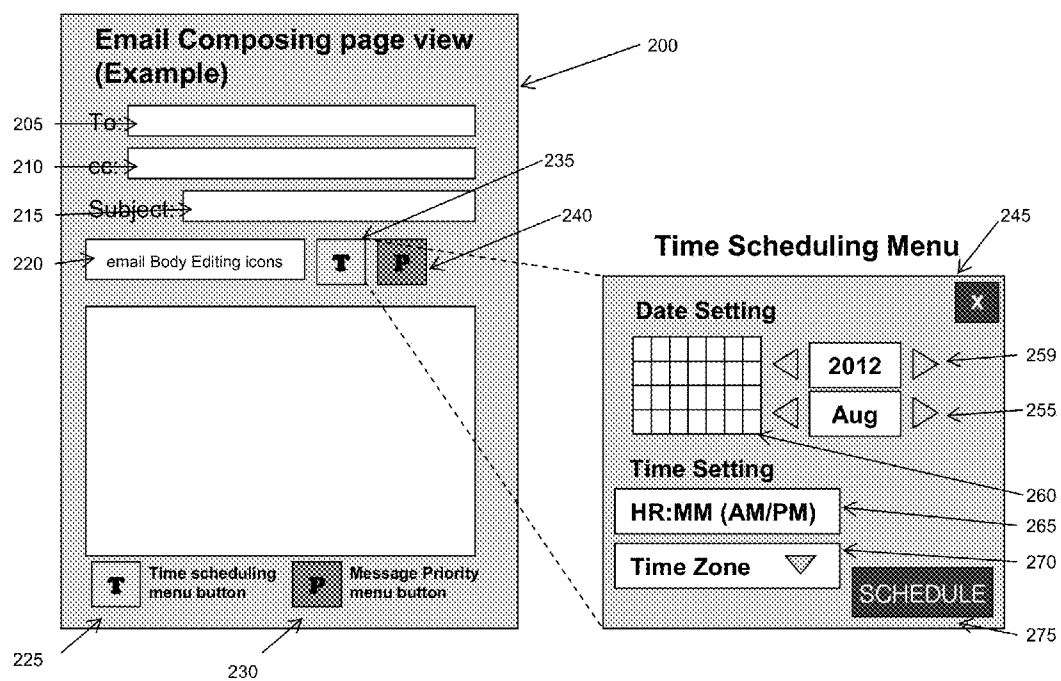 Email Composing page view
(Example)
200
205
To:
210
cc:
235
215
Subject:
240
220
email Body Editing icons
T
P
T
Time scheduling
menu button
P
Message Priority
menu button
225
230
Time Scheduling Menu
245
X
Date Setting
2012
259
Aug
255
260
Time Setting
HR:MM (AM/PM)
265
Time Zone
270
SCHEDULE
275